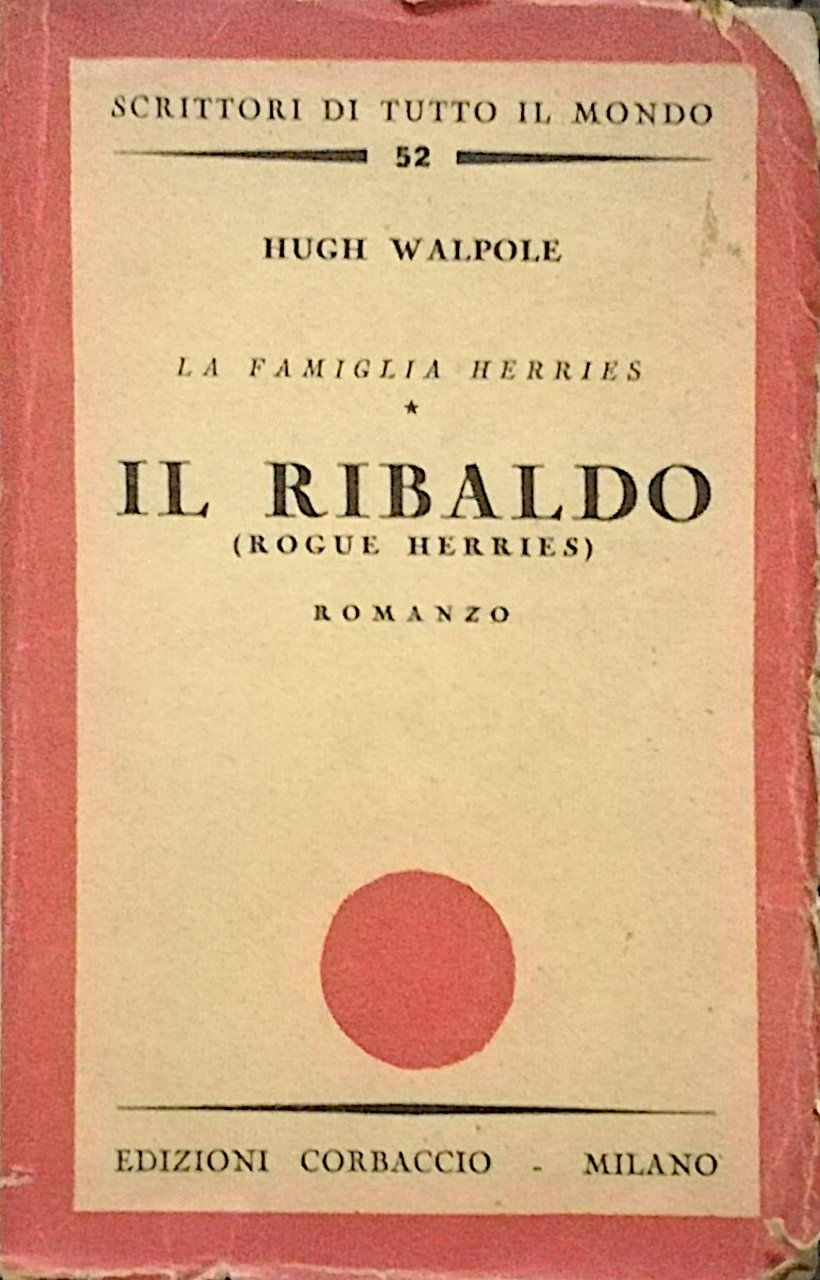 SCRITTORI DI TUTTO IL MONDO
52
HUGH WALPOLE
LA FAMIGLIA HERRIES
★
IL RIBALDO
(ROGUE HERRIES)
ROMANZO
EDIZIONI CORBACCIO - MILANO